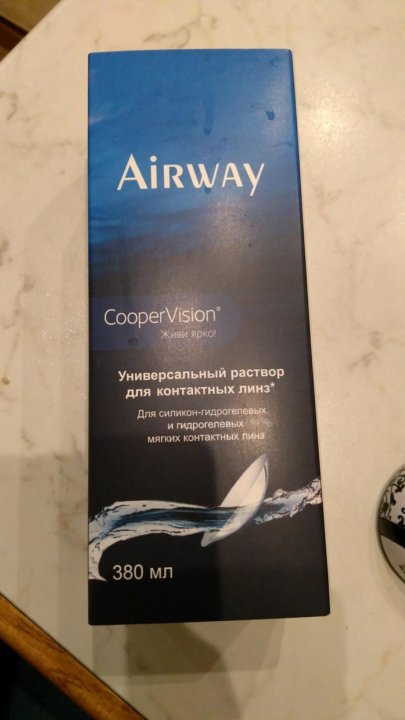 AiRWAY
CooperVision®
Живи ярко!
Универсальный раствор
для контактных линз*
Для силикон-гидрогелевых
и гидрогелевых
мягких контактных линз
380 мл